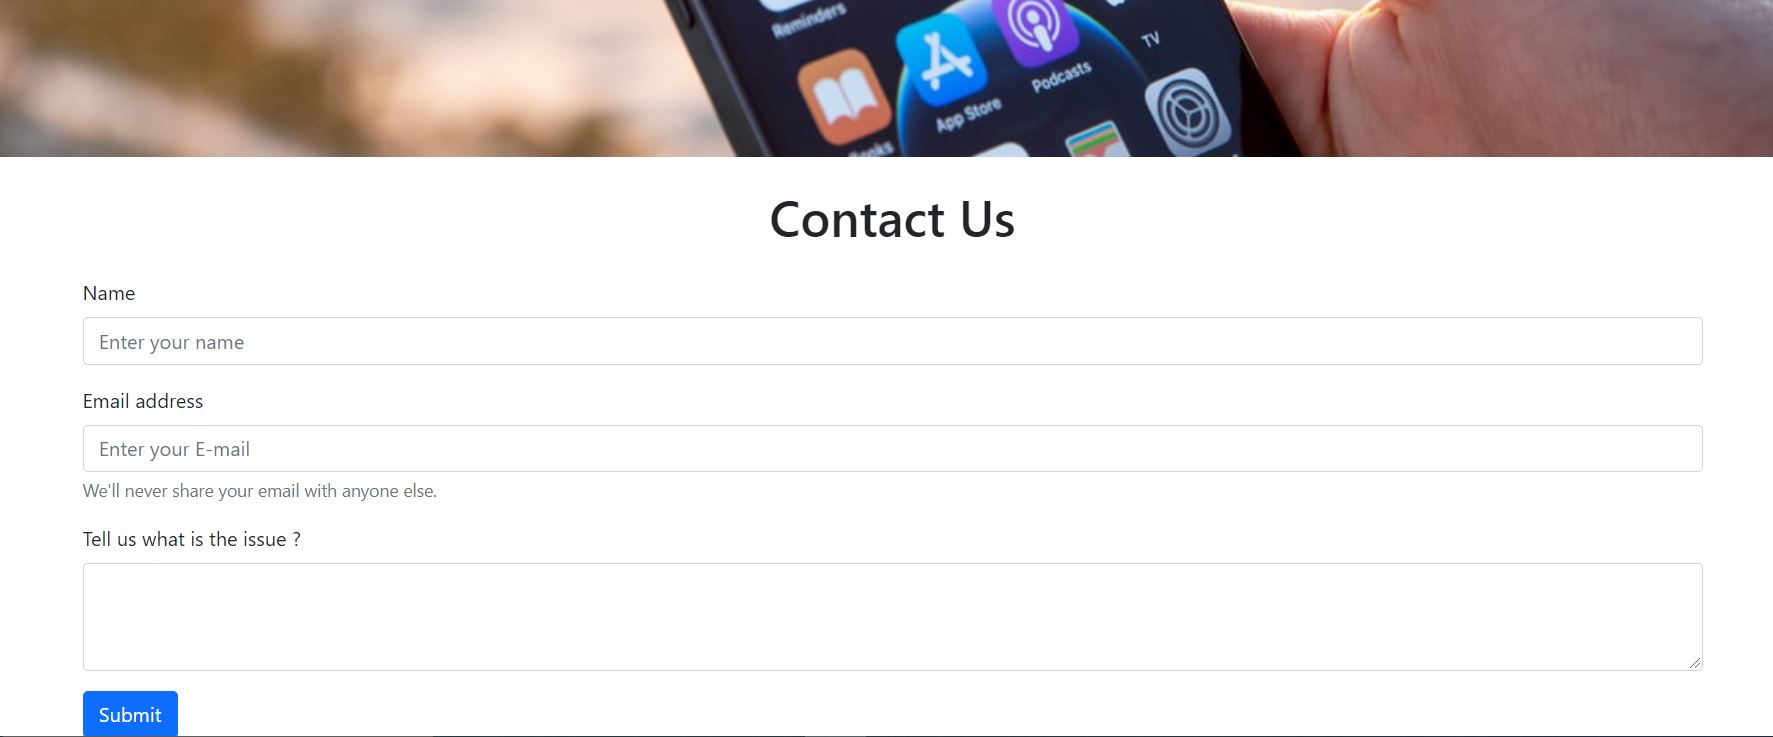 Reminders
TV
Podcasts
App Store
Contact Us
Name
Enter your name
Email address
Enter your E-mail
We'll never share your email with anyone else.
Tell us what is the issue ?
Submit